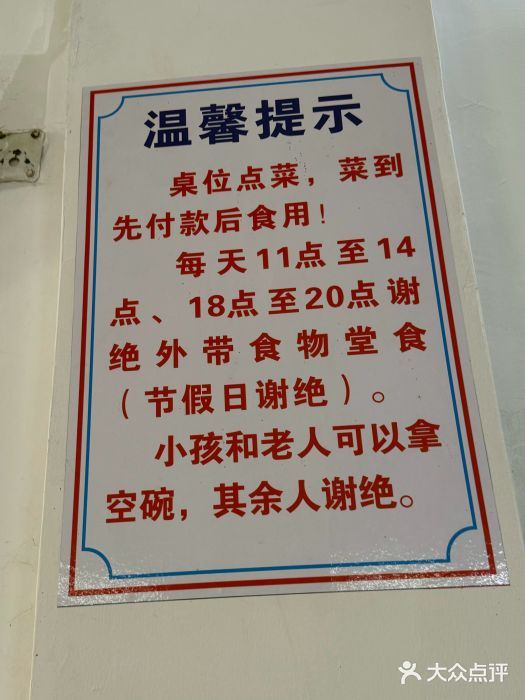 温馨提示
桌位点菜，菜到
先付款后食用！
每天11点至14
点、18点至20点谢
绝外带食物堂食
（节假日谢绝）。
小孩和老人可以拿
空碗，其余人谢绝。
大众点评